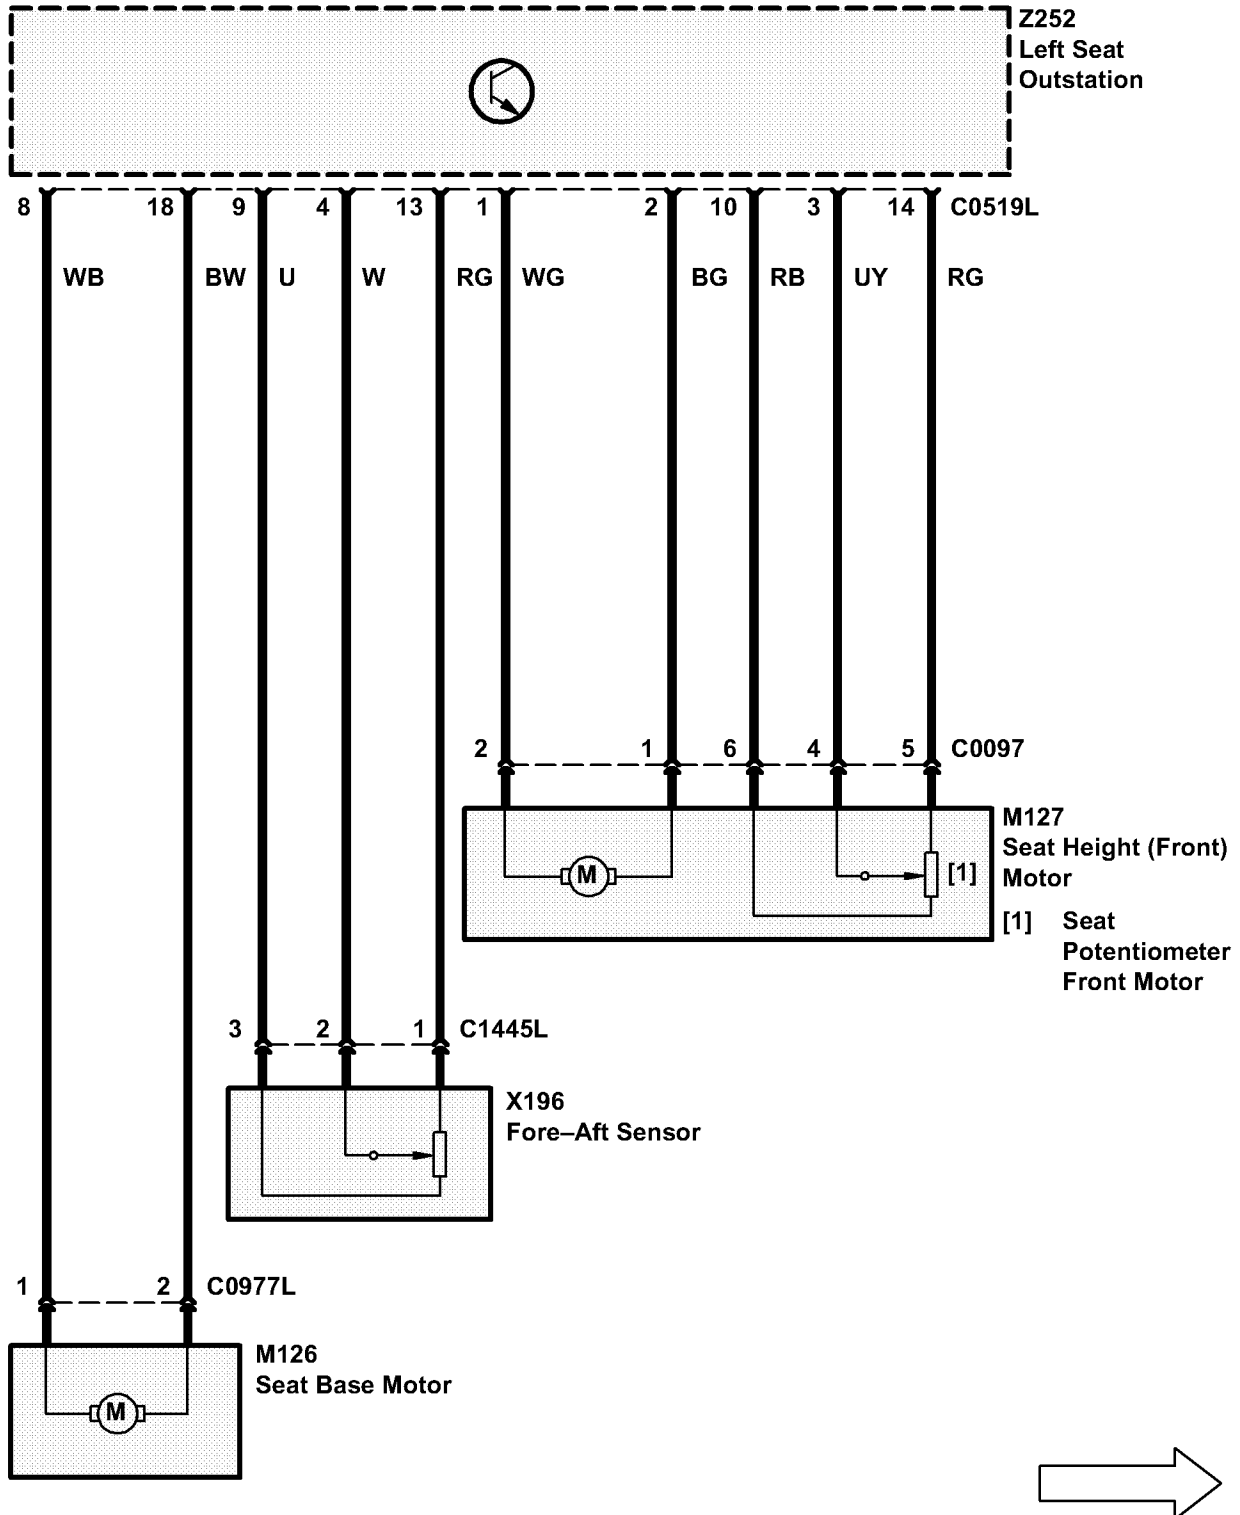 Z252
Left Seat
Outstation
8 18 9 4 13 1 2 10 3 14 C0519L
WB BW U W RG WG BG RB UY RG
2 1 6 4 5 C0097
M127
Seat Height (Front)
Motor
M [1]
[1] Seat
Potentiometer
Front Motor
3 2 1 C1445L
X196
Fore–Aft Sensor
1 2 C0977L
M126
Seat Base Motor
M